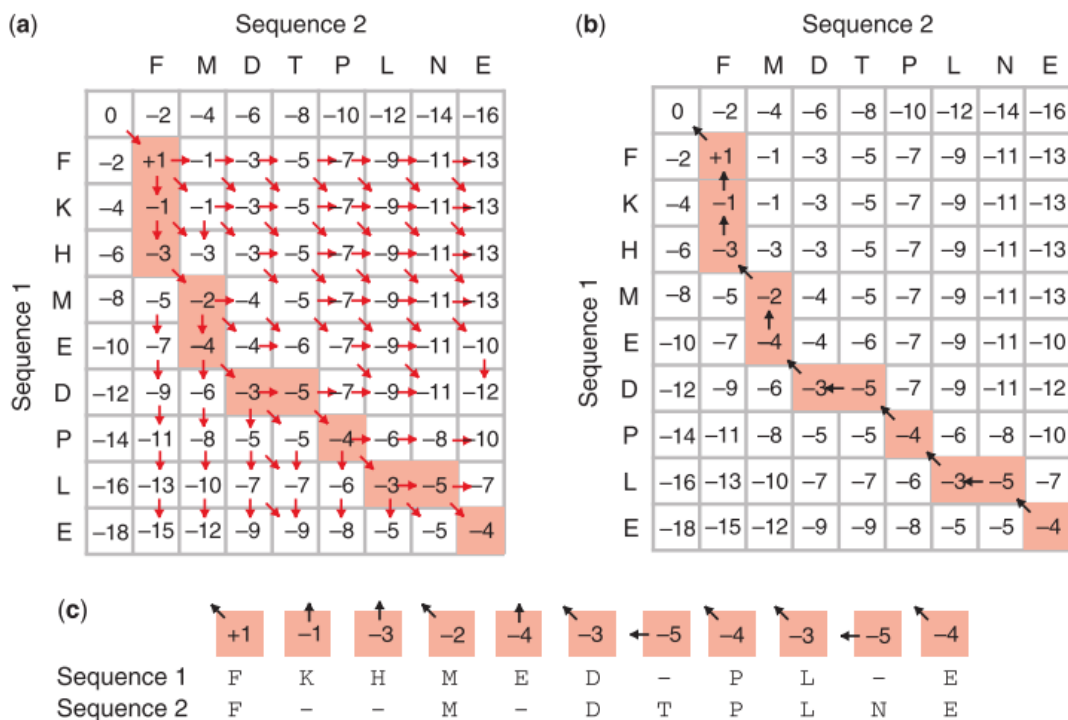 (a)
Sequence 2
F M D T P L N E
Sequence 1
0 –2 –4 –6 –8 –10 –12 –14 –16
F –2 +1 –1 –3 –5 –7 –9 –11 –13
K –4 –1 –1 –3 –5 –7 –9 –11 –13
H –6 –3 –3 –3 –5 –7 –9 –11 –13
M –8 –5 –2 –4 –5 –7 –9 –11 –13
E –10 –7 –4 –4 –6 –7 –9 –11 –10
D –12 –9 –6 –3 –5 –7 –9 –11 –12
P –14 –11 –8 –5 –5 –4 –6 –8 –10
L –16 –13 –10 –7 –7 –6 –3 –5 –7
E –18 –15 –12 –9 –9 –8 –5 –5 –4
(b)
Sequence 2
F M D T P L N E
Sequence 1
0 –2 –4 –6 –8 –10 –12 –14 –16
F –2 +1 –1 –3 –5 –7 –9 –11 –13
K –4 –1 –1 –3 –5 –7 –9 –11 –13
H –6 –3 –3 –3 –5 –7 –9 –11 –13
M –8 –5 –2 –4 –5 –7 –9 –11 –13
E –10 –7 –4 –4 –6 –7 –9 –11 –10
D –12 –9 –6 –3 –5 –7 –9 –11 –12
P –14 –11 –8 –5 –5 –4 –6 –8 –10
L –16 –13 –10 –7 –7 –6 –3 –5 –7
E –18 –15 –12 –9 –9 –8 –5 –5 –4
(c)
+1 –1 –3 –2 –4 –3 –5 –4 –3 –5 –4
Sequence 1 F K H M E D – P L – E
Sequence 2 F – – M – D T P L N E